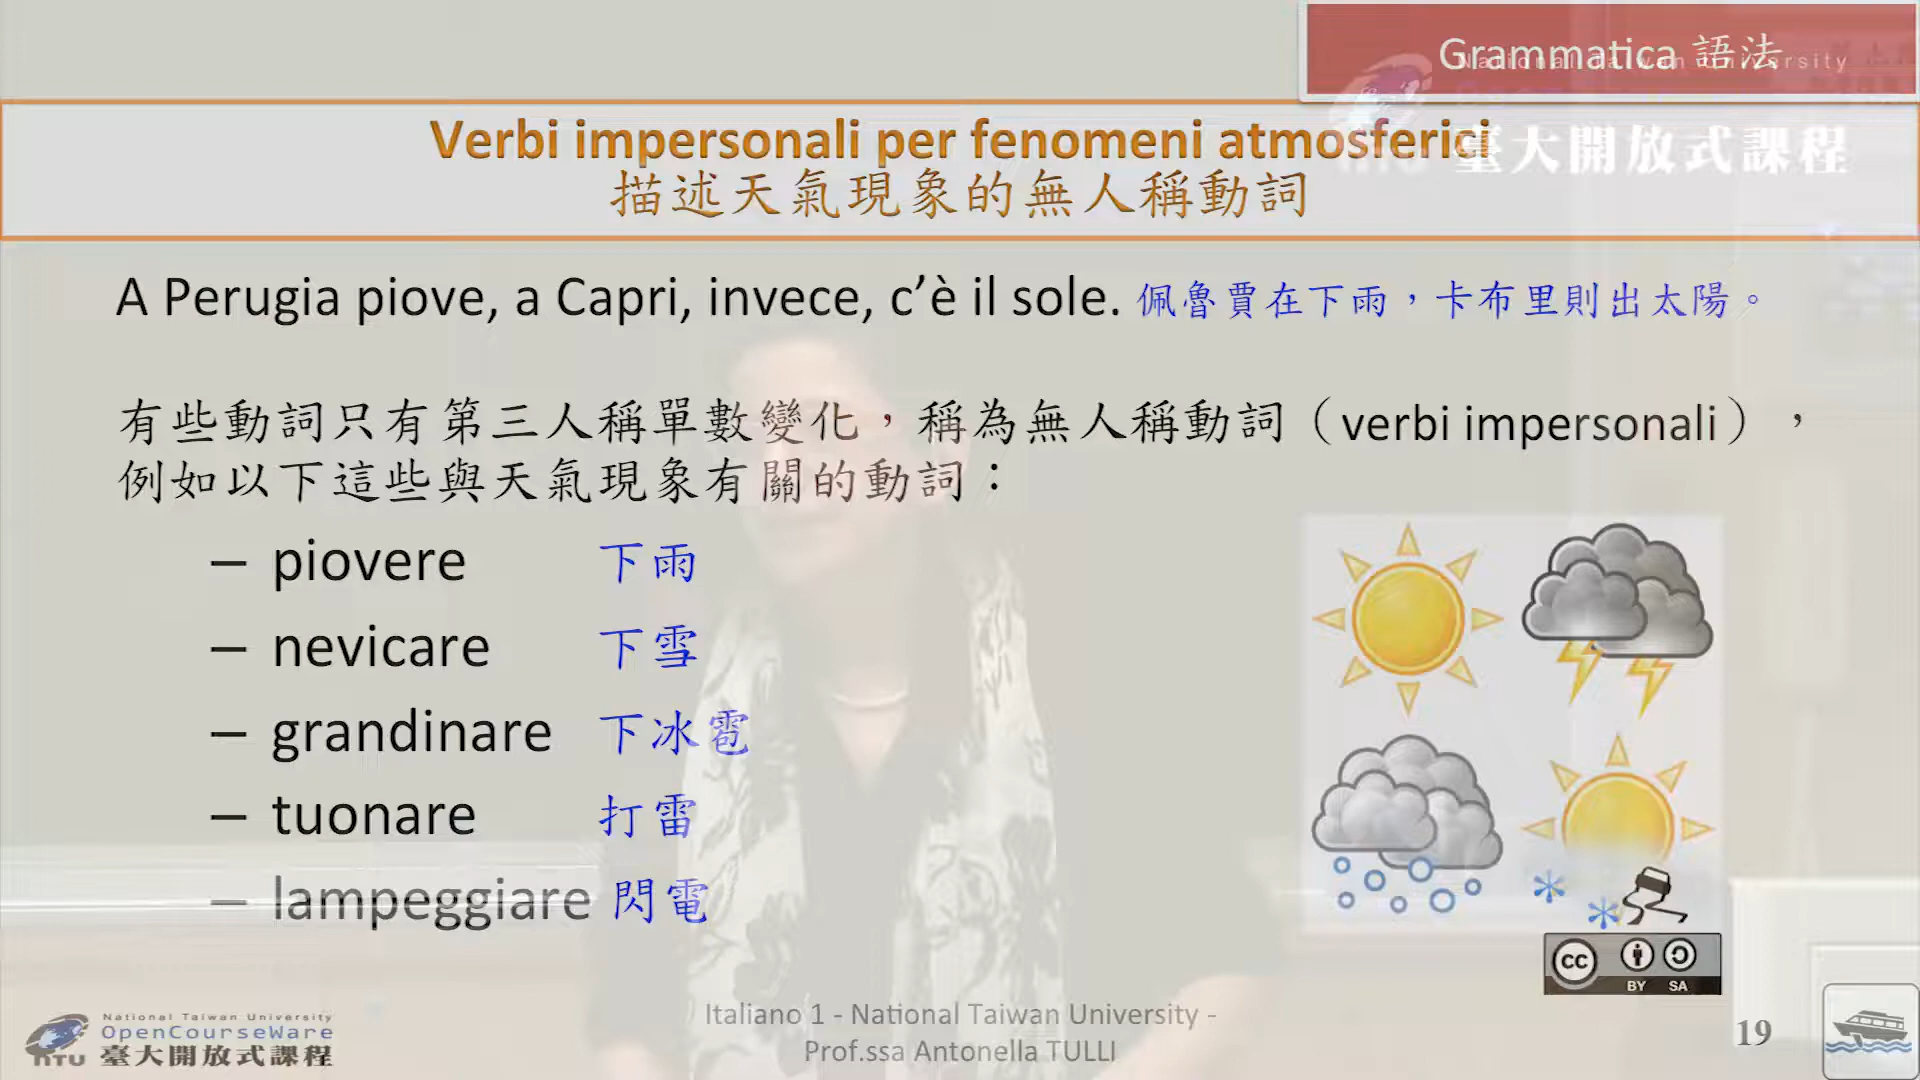 Grammatica 語法
National Taiwan University
臺大開放式課程
Verbi impersonali per fenomeni atmosferici
描述天氣現象的無人稱動詞
A Perugia piove, a Capri, invece, c’è il sole. 佩魯賈在下雨，卡布里則出太陽。
有些動詞只有第三人稱單數變化，稱為無人稱動詞（verbi impersonali），
例如以下這些與天氣現象有關的動詞：
– piovere 下雨
– nevicare 下雪
– grandinare 下冰雹
– tuonare 打雷
– lampeggiare 閃電
cc BY SA
National Taiwan University
OpenCourseWare
NTU 臺大開放式課程
Italiano 1 - National Taiwan University -
Prof.ssa Antonella TULLI
19